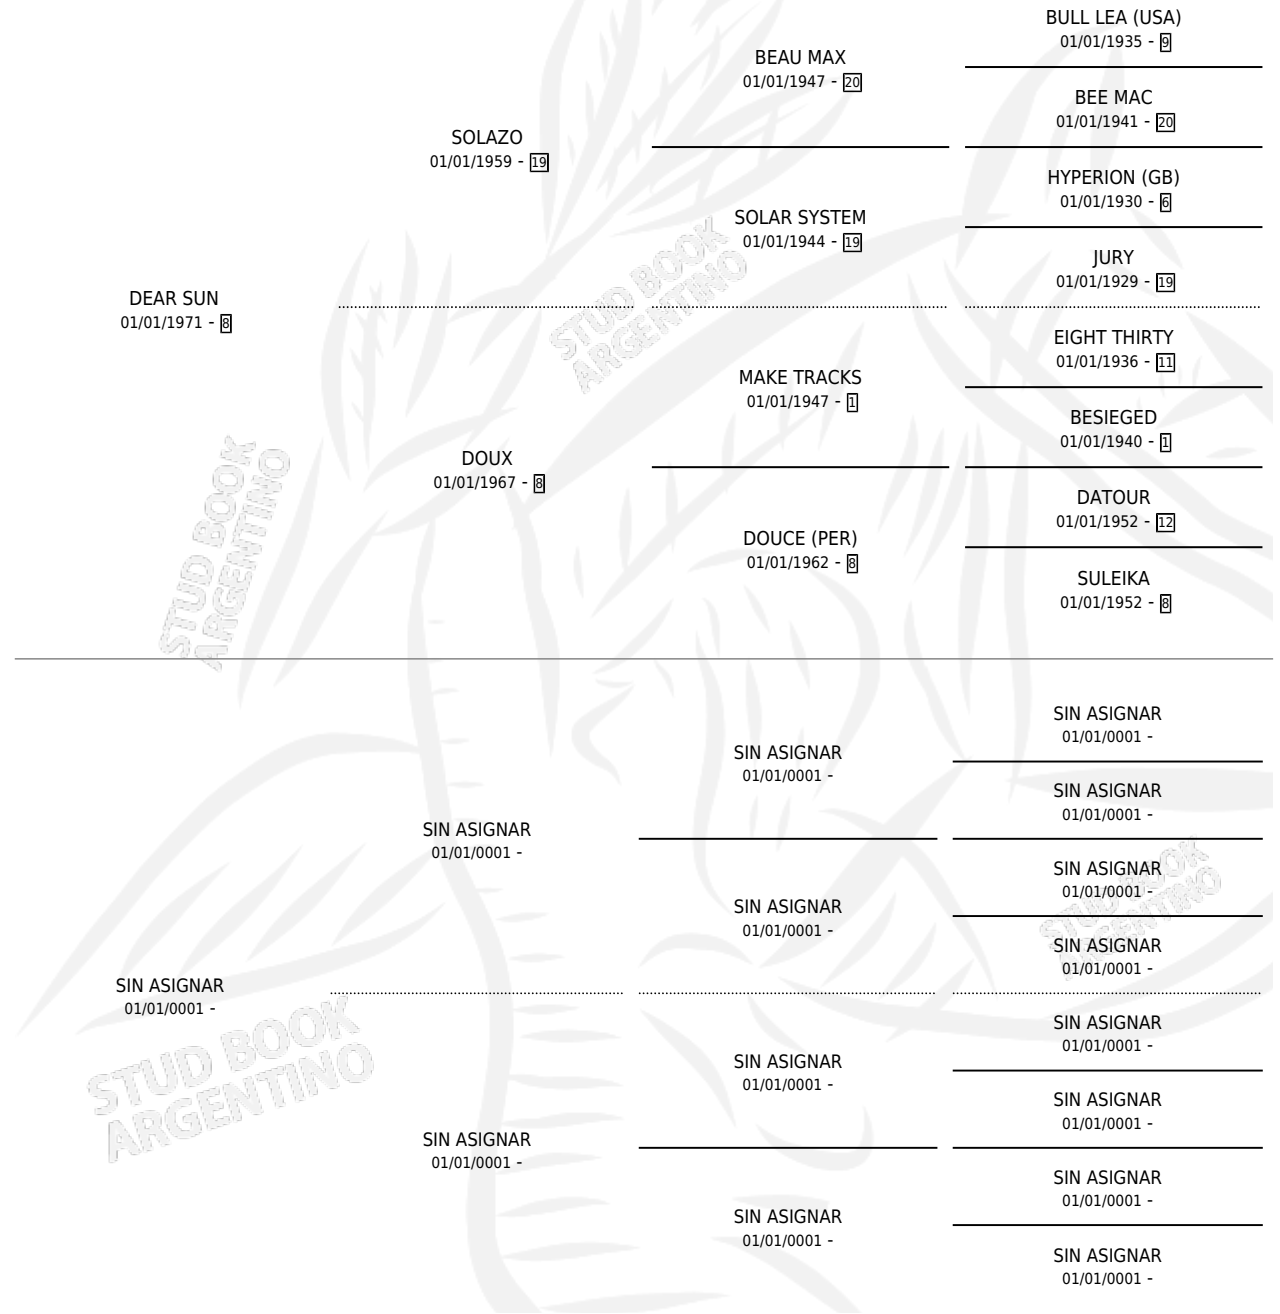 BULL LEA (USA)
01/01/1935 - 9
BEAU MAX
01/01/1947 - 20
BEE MAC
01/01/1941 - 20
SOLAZO
01/01/1959 - 19
HYPERION (GB)
01/01/1930 - 6
SOLAR SYSTEM
01/01/1944 - 19
JURY
01/01/1929 - 19
DEAR SUN
01/01/1971 - 8
EIGHT THIRTY
01/01/1936 - 11
MAKE TRACKS
01/01/1947 - 1
BESIEGED
01/01/1940 - 1
DOUX
01/01/1967 - 8
DATOUR
01/01/1952 - 12
DOUCE (PER)
01/01/1962 - 8
SULEIKA
01/01/1952 - 8
STUD BOOK
ARGENTINO
STUD BOOK
ARGENTINO
SIN ASIGNAR
01/01/0001 -
SIN ASIGNAR
01/01/0001 -
SIN ASIGNAR
01/01/0001 -
SIN ASIGNAR
01/01/0001 -
SIN ASIGNAR
01/01/0001 -
SIN ASIGNAR
01/01/0001 -
SIN ASIGNAR
01/01/0001 -
SIN ASIGNAR
01/01/0001 -
SIN ASIGNAR
01/01/0001 -
SIN ASIGNAR
01/01/0001 -
SIN ASIGNAR
01/01/0001 -
SIN ASIGNAR
01/01/0001 -
SIN ASIGNAR
01/01/0001 -
SIN ASIGNAR
01/01/0001 -
SIN ASIGNAR
01/01/0001 -
STUD BOOK
ARGENTINO
STUD BOOK
ARGENTINO